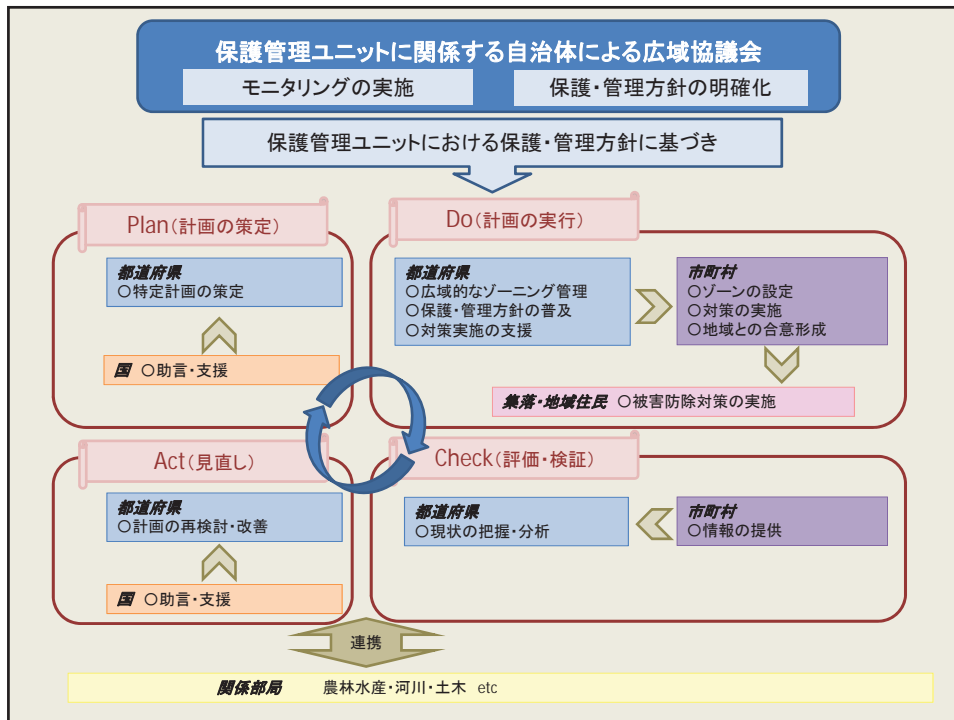 保護管理ユニットに関係する自治体による広域協議会
モニタリングの実施
保護・管理方針の明確化
保護管理ユニットにおける保護・管理方針に基づき
Plan(計画の策定)
都道府県
○特定計画の策定
国 ○助言・支援
Do(計画の実行)
都道府県
○広域的なゾーニング管理
○保護・管理方針の普及
○対策実施の支援
市町村
○ゾーンの設定
○対策の実施
○地域との合意形成
集落・地域住民 ○被害防除対策の実施
Act(見直し)
都道府県
○計画の再検討・改善
国 ○助言・支援
Check(評価・検証)
都道府県
○現状の把握・分析
市町村
○情報の提供
連携
関係部局 農林水産・河川・土木 etc